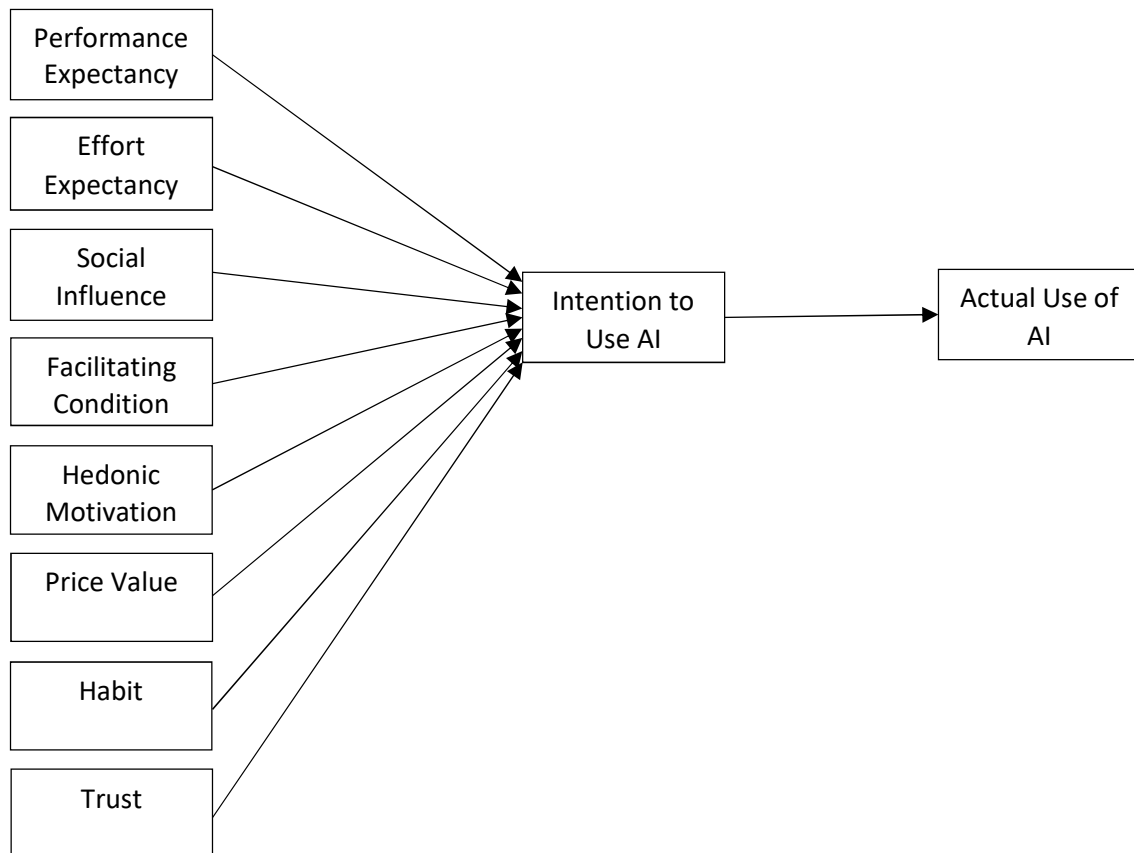 Performance
Expectancy
Effort
Expectancy
Social
Influence
Facilitating
Condition
Hedonic
Motivation
Price Value
Habit
Trust
Intention to
Use AI
Actual Use of
AI